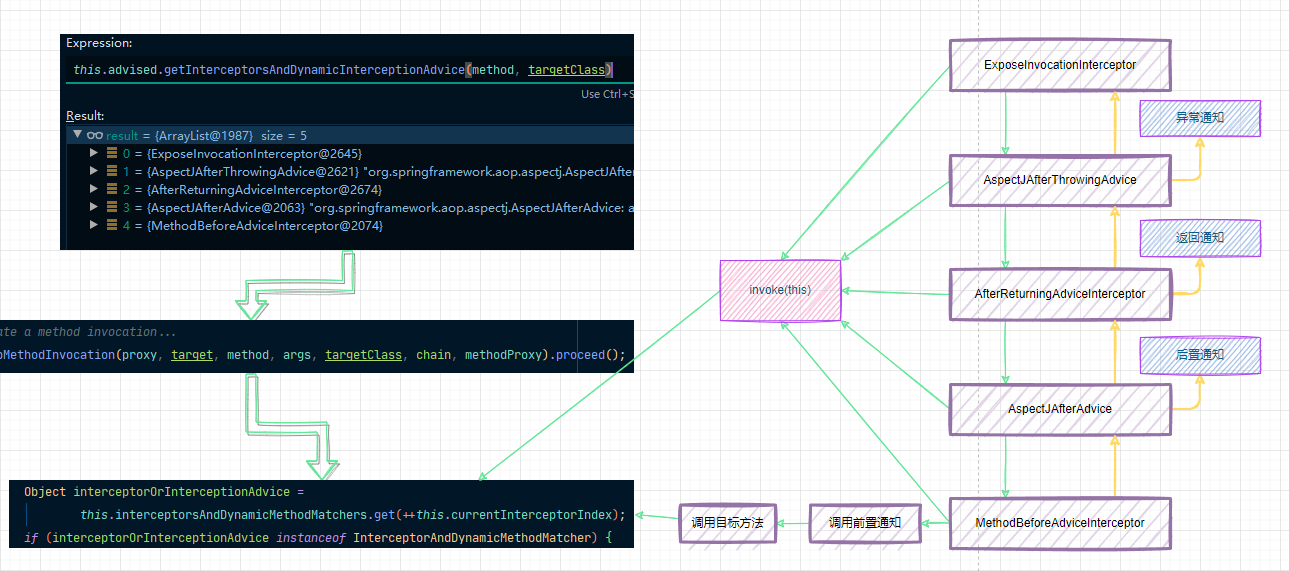 Expression:
this.advised.getInterceptorsAndDynamicInterceptionAdvice(method, targetClass)
Use Ctrl+S
Result:
result = {ArrayList@1987} size = 5
0 = {ExposeInvocationInterceptor@2645}
1 = {AspectJAfterThrowingAdvice@2621} "org.springframework.aop.aspectj.AspectJAfter
2 = {AfterReturningAdviceInterceptor@2674}
3 = {AspectJAfterAdvice@2063} "org.springframework.aop.aspectj.AspectJAfterAdvice: a
4 = {MethodBeforeAdviceInterceptor@2074}
ate a method invocation...
oMethodInvocation(proxy, target, method, args, targetClass, chain, methodProxy).proceed();
Object interceptorOrInterceptionAdvice =
this.interceptorsAndDynamicMethodMatchers.get(++this.currentInterceptorIndex);
if (interceptorOrInterceptionAdvice instanceof InterceptorAndDynamicMethodMatcher) {
invoke(this)
ExposeInvocationInterceptor
异常通知
AspectJAfterThrowingAdvice
返回通知
AfterReturningAdviceInterceptor
后置通知
AspectJAfterAdvice
MethodBeforeAdviceInterceptor
调用前置通知
调用目标方法